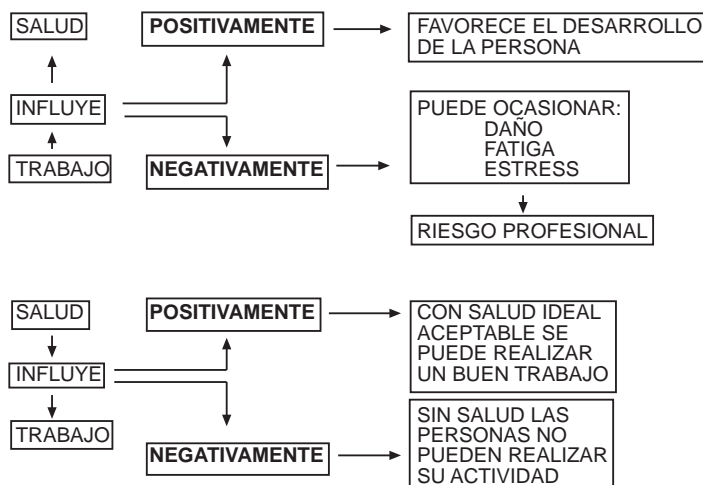 SALUD
POSITIVAMENTE
FAVORECE EL DESARROLLO
DE LA PERSONA
INFLUYE
PUEDE OCASIONAR:
DAÑO
FATIGA
ESTRESS
TRABAJO
NEGATIVAMENTE
RIESGO PROFESIONAL
SALUD
POSITIVAMENTE
CON SALUD IDEAL
ACEPTABLE SE
PUEDE REALIZAR
UN BUEN TRABAJO
INFLUYE
TRABAJO
NEGATIVAMENTE
SIN SALUD LAS
PERSONAS NO
PUEDEN REALIZAR
SU ACTIVIDAD